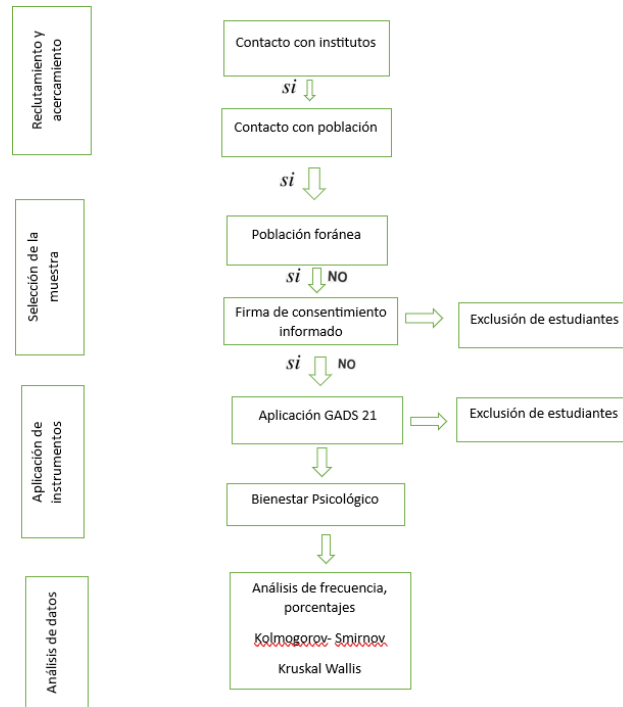 Reclutamiento y
acercamiento
Contacto con institutos
si
Contacto con población
si
Selección de la
muestra
Población foránea
si NO
Firma de consentimiento
informado
Exclusión de estudiantes
si NO
Aplicación de
instrumentos
Aplicación GADS 21
Exclusión de estudiantes
Bienestar Psicológico
Análisis de datos
Análisis de frecuencia,
porcentajes
Kolmogorov- Smirnov
Kruskal Wallis